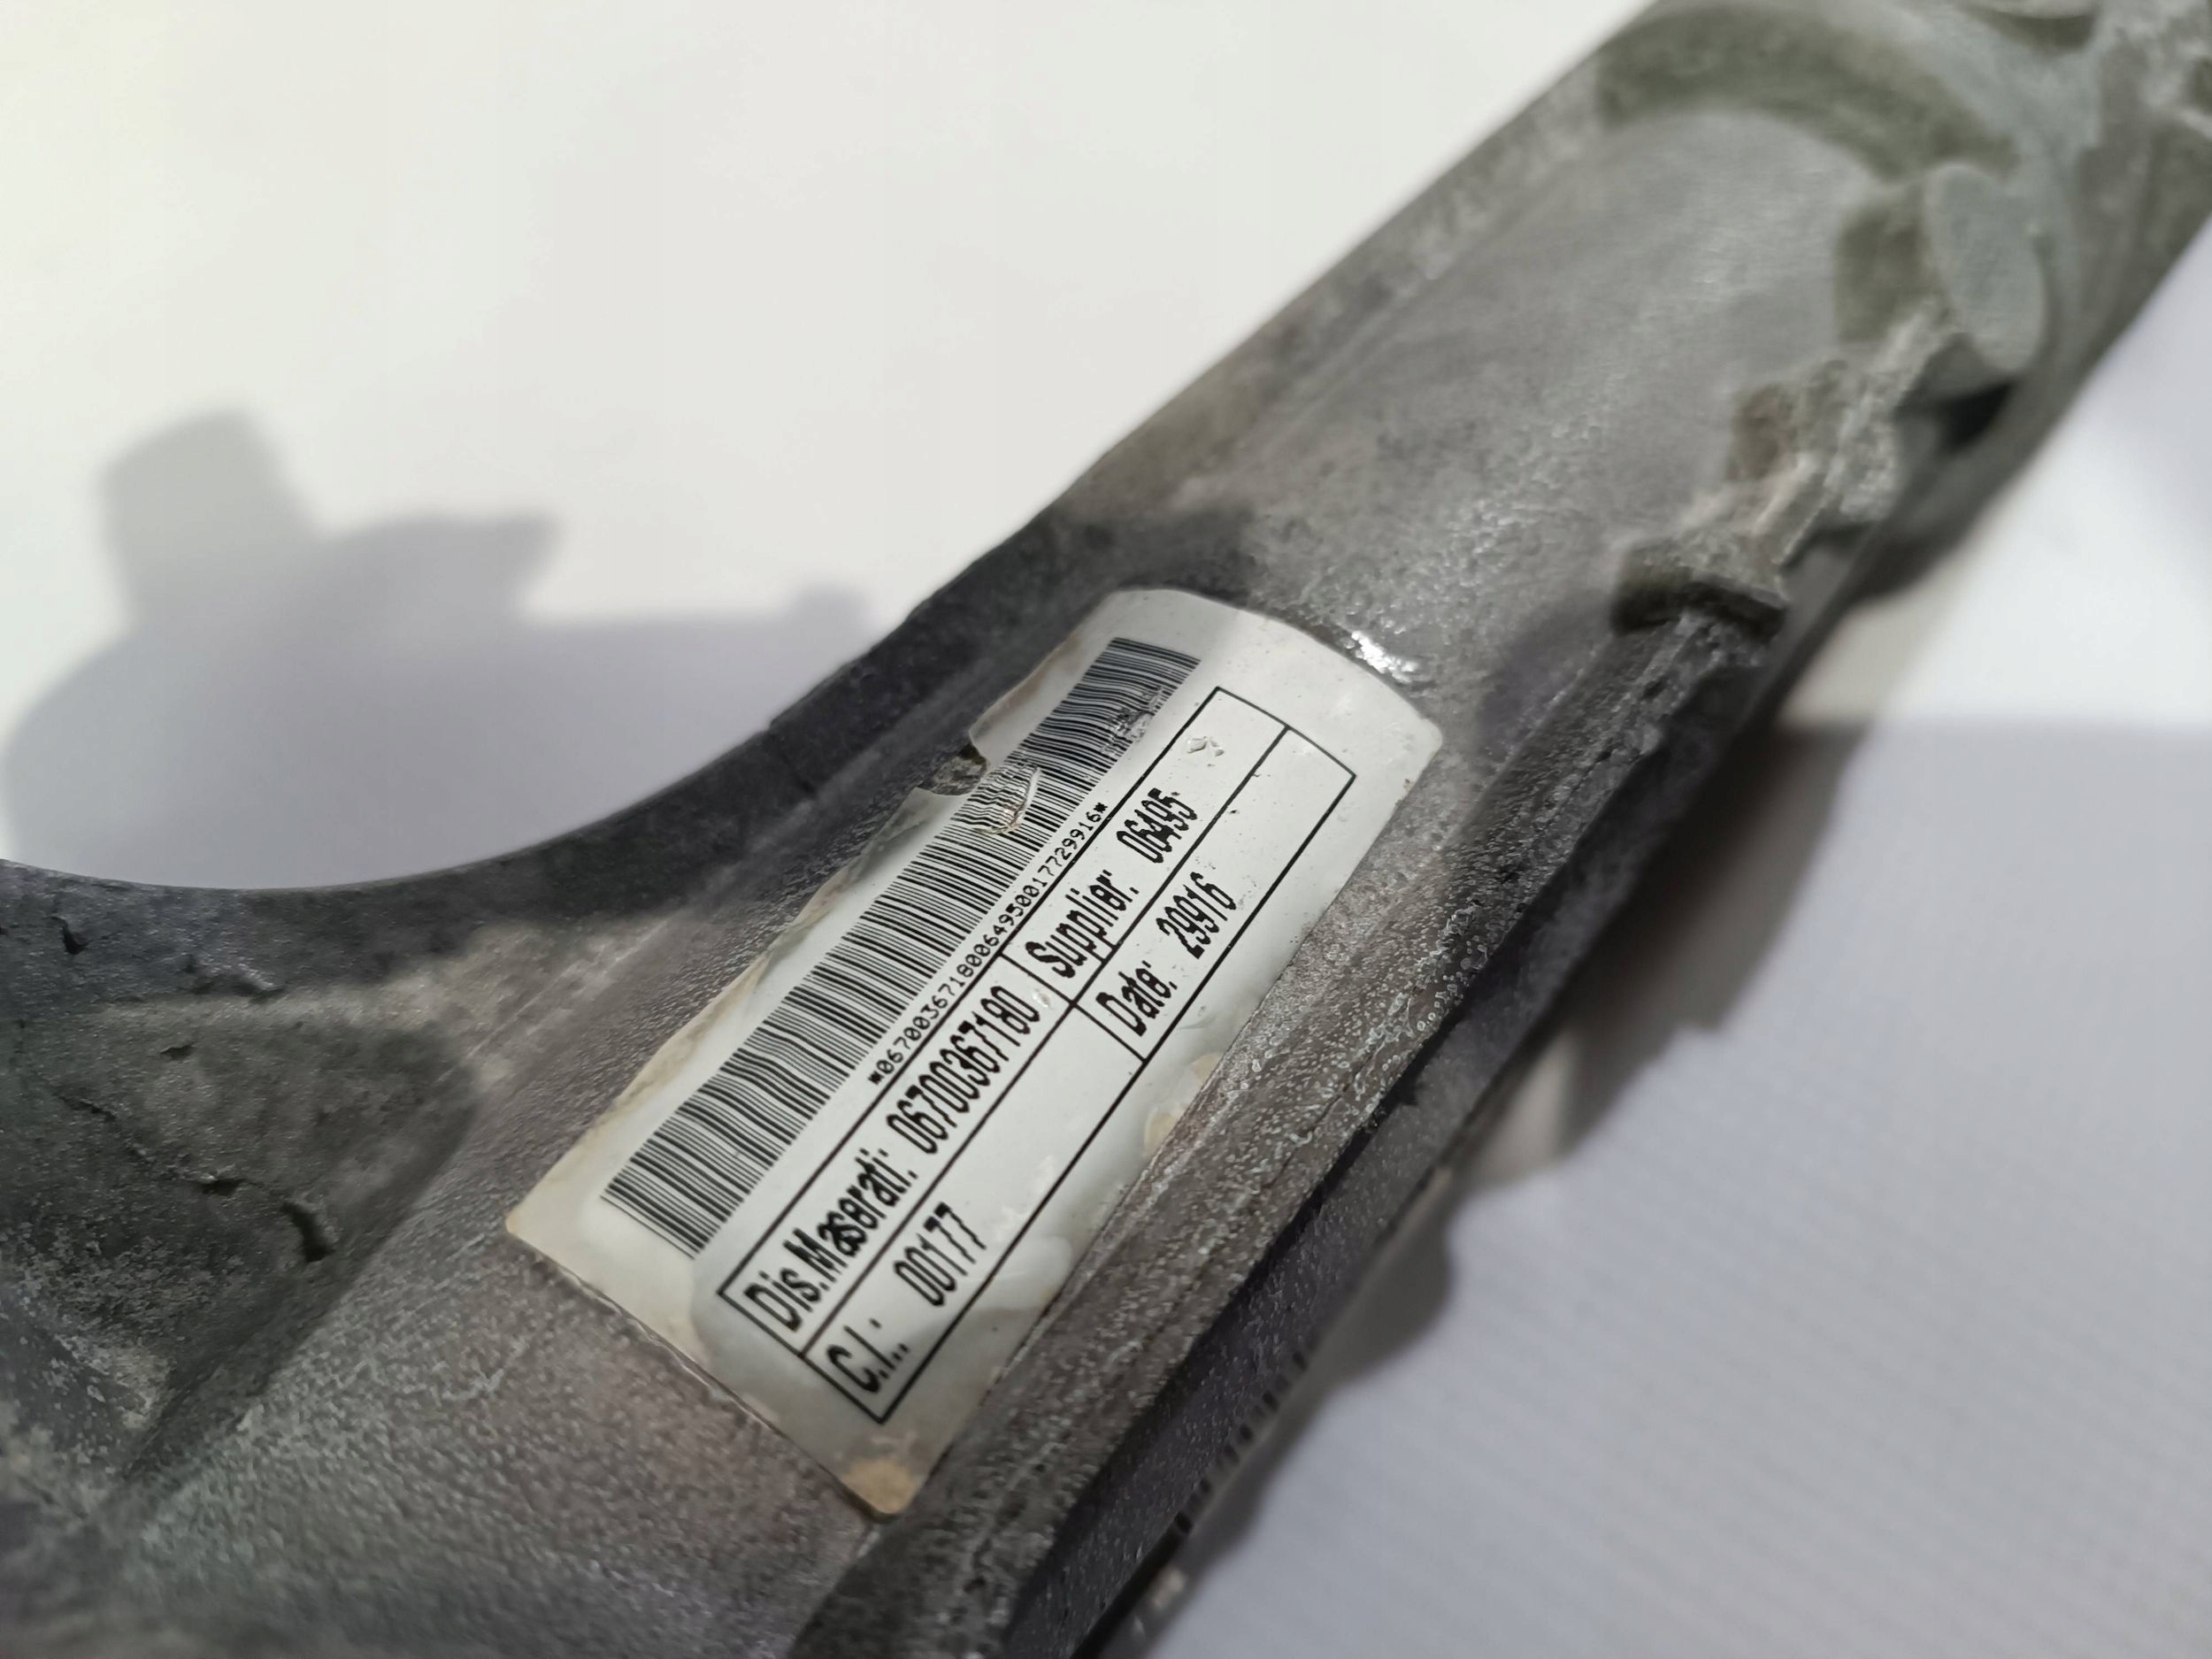 *06700367180064950017729916*
Dis.Maserati: 06700367180 Supplier: 06495
C.I.: 00177 Date: 29916